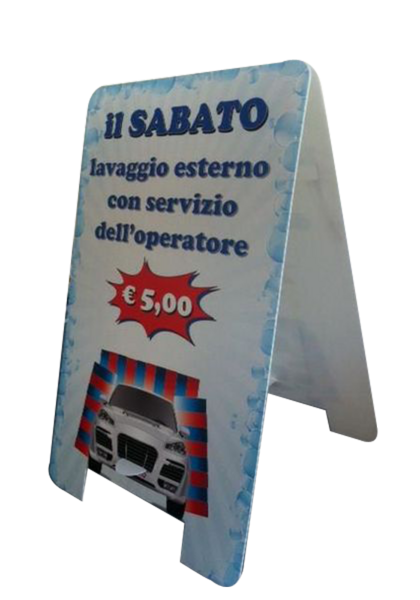 il SABATO
lavaggio esterno
con servizio
dell'operatore
€ 5,00